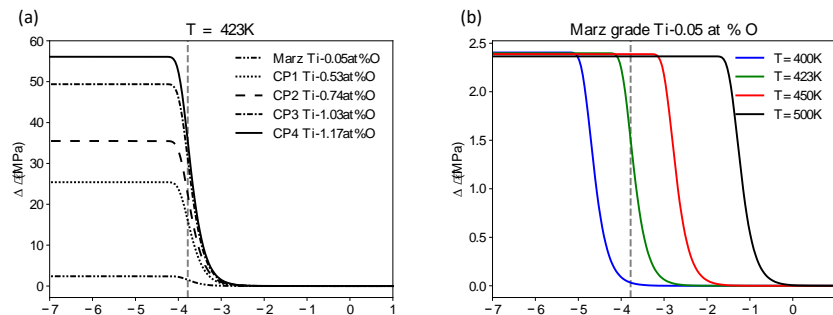 (a)
T = 423K
Δ (MPa)
60
50
40
30
20
10
0
Marz Ti-0.05at%O
CP1 Ti-0.53at%O
CP2 Ti-0.74at%O
CP3 Ti-1.03at%O
CP4 Ti-1.17at%O
−7 −6 −5 −4 −3 −2 −1 0 1
(b)
Marz grade Ti-0.05 at % O
Δ (MPa)
2.5
2.0
1.5
1.0
0.5
0.0
T=400K
T=423K
T=450K
T=500K
−7 −6 −5 −4 −3 −2 −1 0